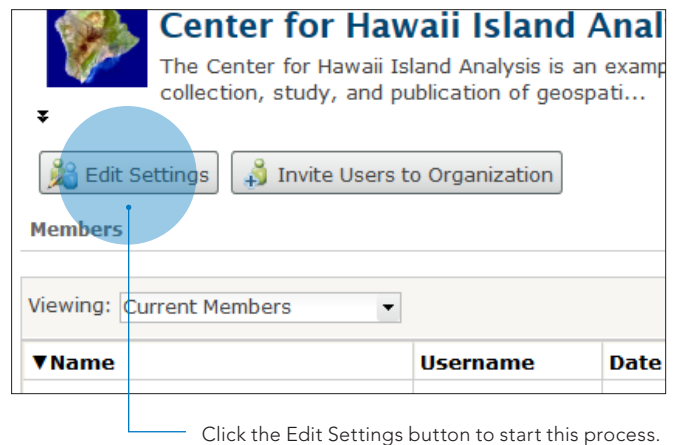 Center for Hawaii Island Anal
The Center for Hawaii Island Analysis is an examp
collection, study, and publication of geospati...
Edit Settings Invite Users to Organization
Members
Viewing: Current Members
▼Name Username Date
Click the Edit Settings button to start this process.